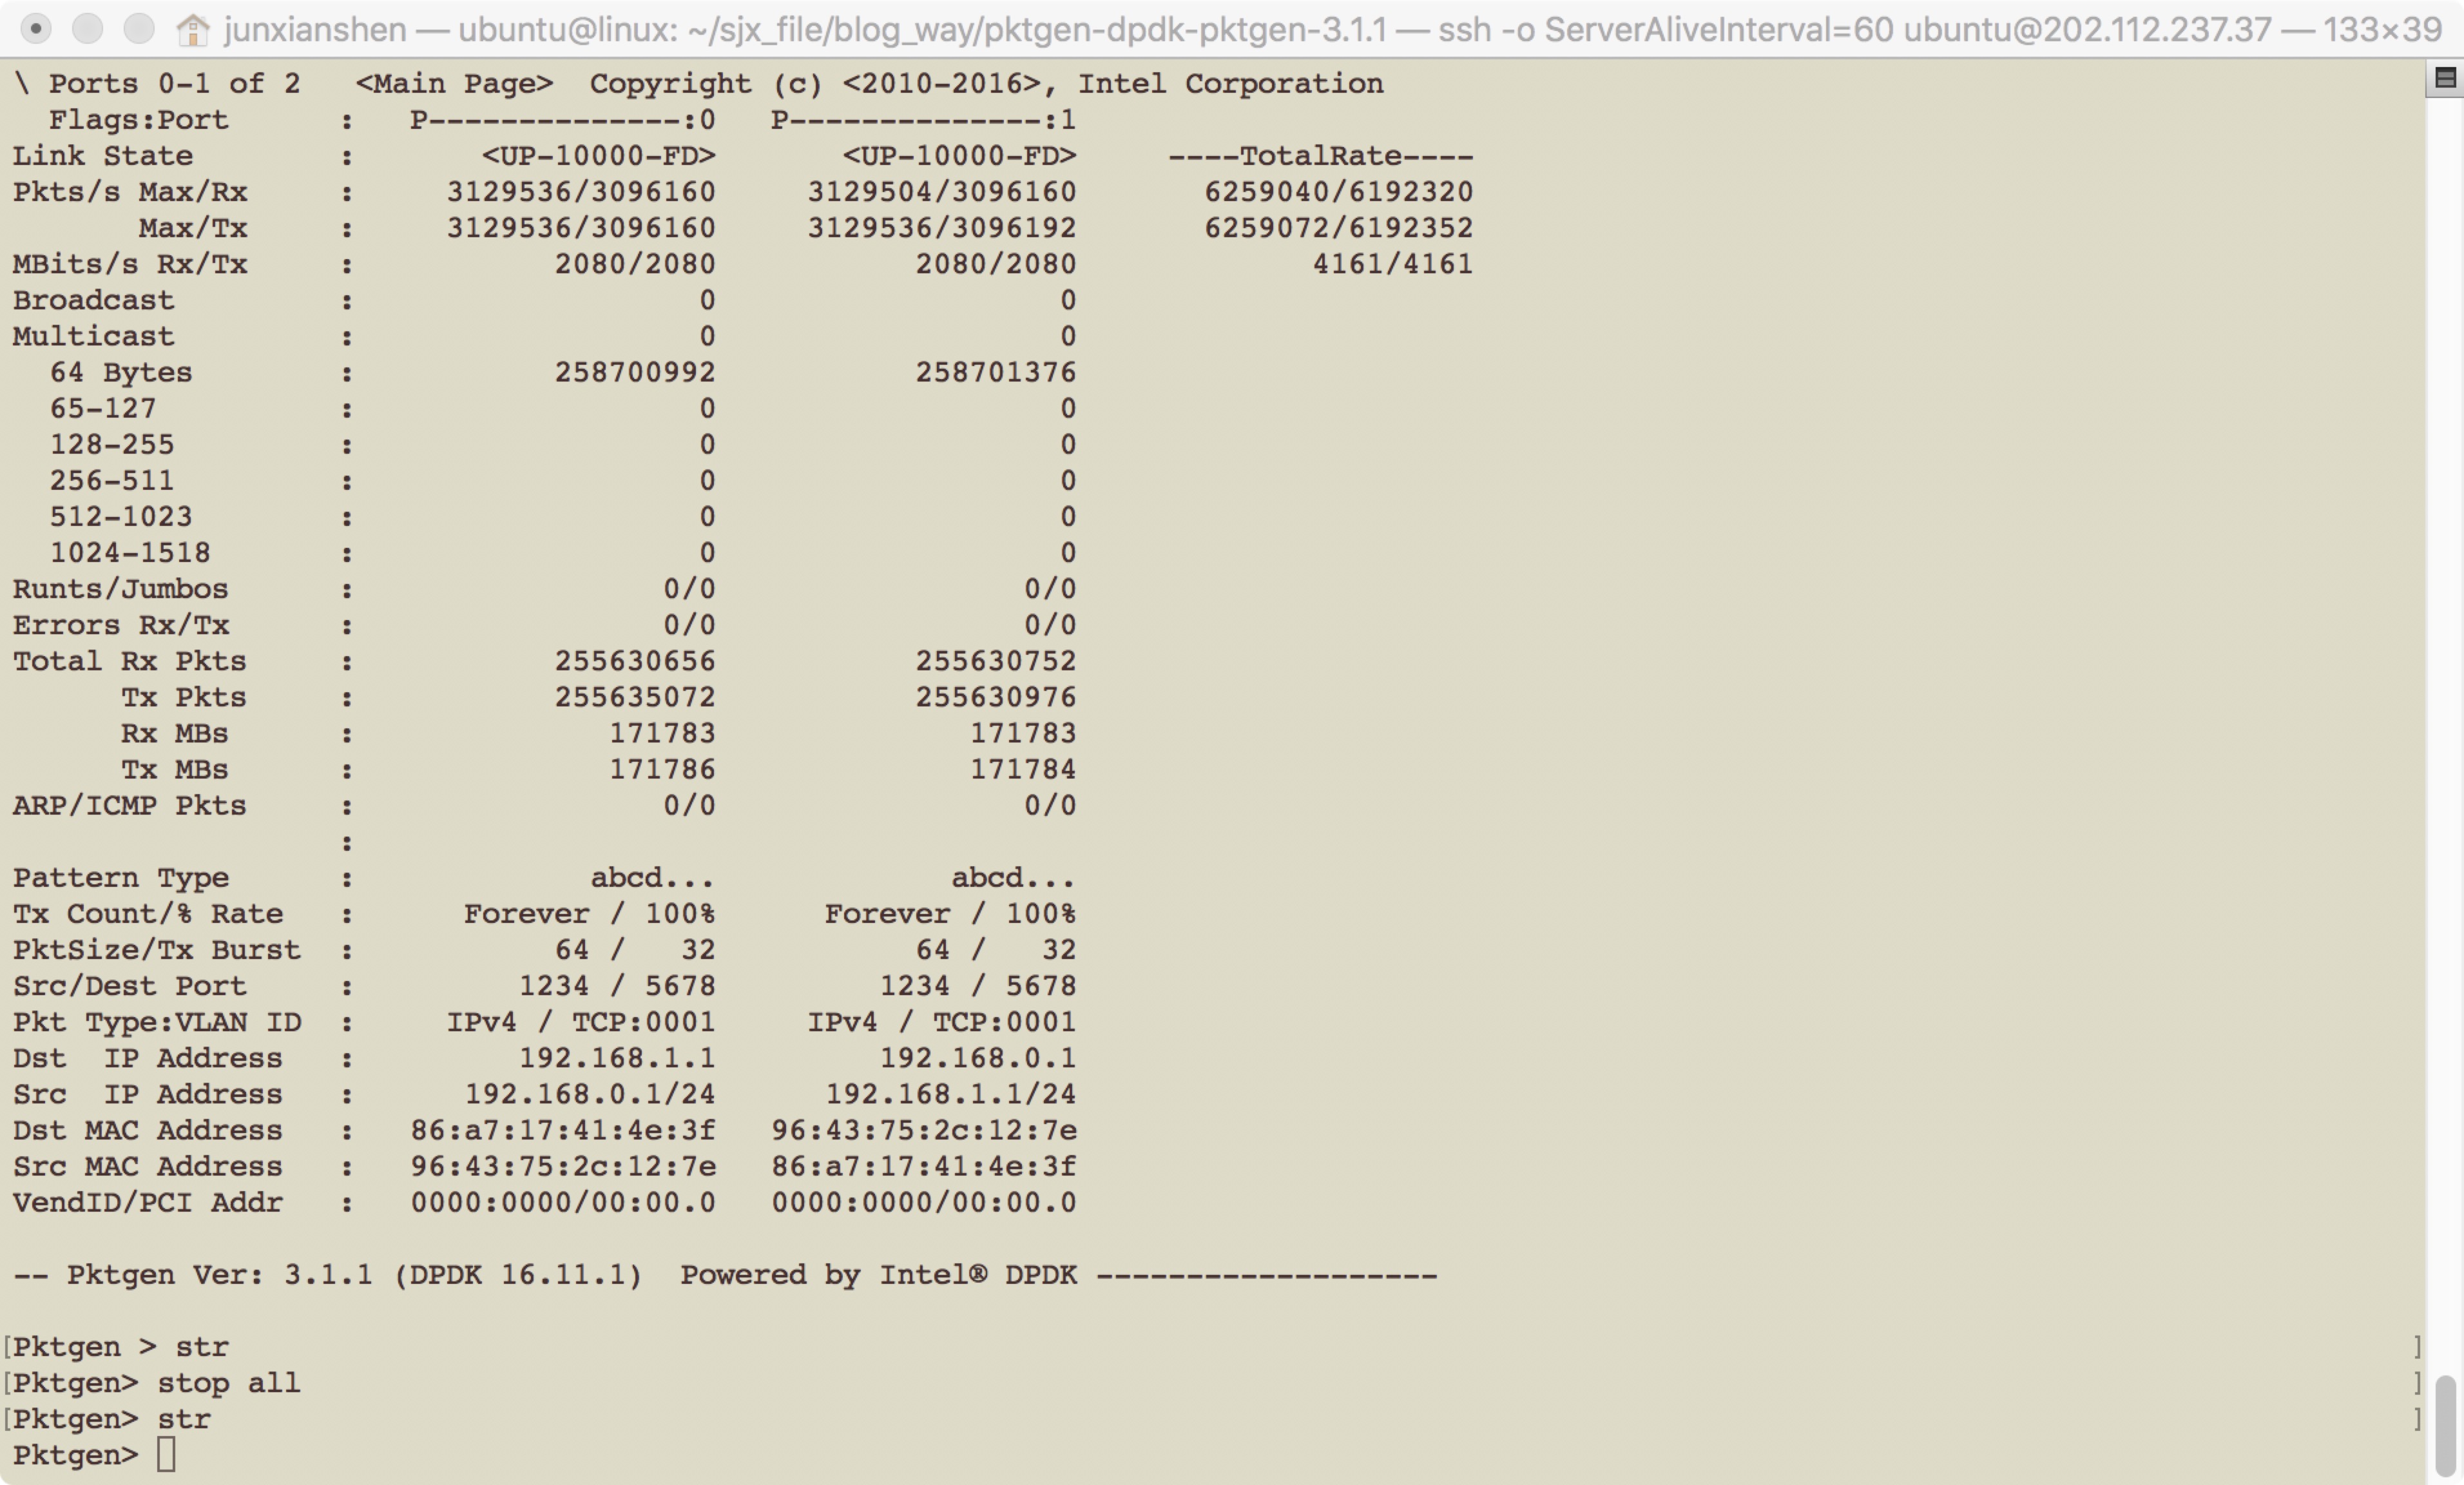 junxianshen — ubuntu@linux: ~/sjx_file/blog_way/pktgen-dpdk-pktgen-3.1.1 — ssh -o ServerAliveInterval=60 ubuntu@202.112.237.37 — 133×39
\ Ports 0-1 of 2   <Main Page>  Copyright (c) <2010-2016>, Intel Corporation
  Flags:Port      :   P--------------:0   P--------------:1
Link State        :       <UP-10000-FD>       <UP-10000-FD>     ----TotalRate----
Pkts/s Max/Rx     :     3129536/3096160     3129504/3096160       6259040/6192320
       Max/Tx     :     3129536/3096160     3129536/3096192       6259072/6192352
MBits/s Rx/Tx     :           2080/2080           2080/2080             4161/4161
Broadcast         :                   0                   0
Multicast         :                   0                   0
  64 Bytes        :           258700992           258701376
  65-127          :                   0                   0
  128-255         :                   0                   0
  256-511         :                   0                   0
  512-1023        :                   0                   0
  1024-1518       :                   0                   0
Runts/Jumbos      :                 0/0                 0/0
Errors Rx/Tx      :                 0/0                 0/0
Total Rx Pkts     :           255630656           255630752
      Tx Pkts     :           255635072           255630976
      Rx MBs      :              171783              171783
      Tx MBs      :              171786              171784
ARP/ICMP Pkts     :                 0/0                 0/0
                  :
Pattern Type      :             abcd...             abcd...
Tx Count/% Rate   :      Forever / 100%      Forever / 100%
PktSize/Tx Burst  :           64 /   32           64 /   32
Src/Dest Port     :         1234 / 5678         1234 / 5678
Pkt Type:VLAN ID  :     IPv4 / TCP:0001     IPv4 / TCP:0001
Dst  IP Address   :         192.168.1.1         192.168.0.1
Src  IP Address   :      192.168.0.1/24      192.168.1.1/24
Dst MAC Address   :   86:a7:17:41:4e:3f   96:43:75:2c:12:7e
Src MAC Address   :   96:43:75:2c:12:7e   86:a7:17:41:4e:3f
VendID/PCI Addr   :   0000:0000/00:00.0   0000:0000/00:00.0
-- Pktgen Ver: 3.1.1 (DPDK 16.11.1)  Powered by Intel® DPDK -------------------
[Pktgen > str ]
[Pktgen> stop all ]
[Pktgen> str ]
Pktgen>